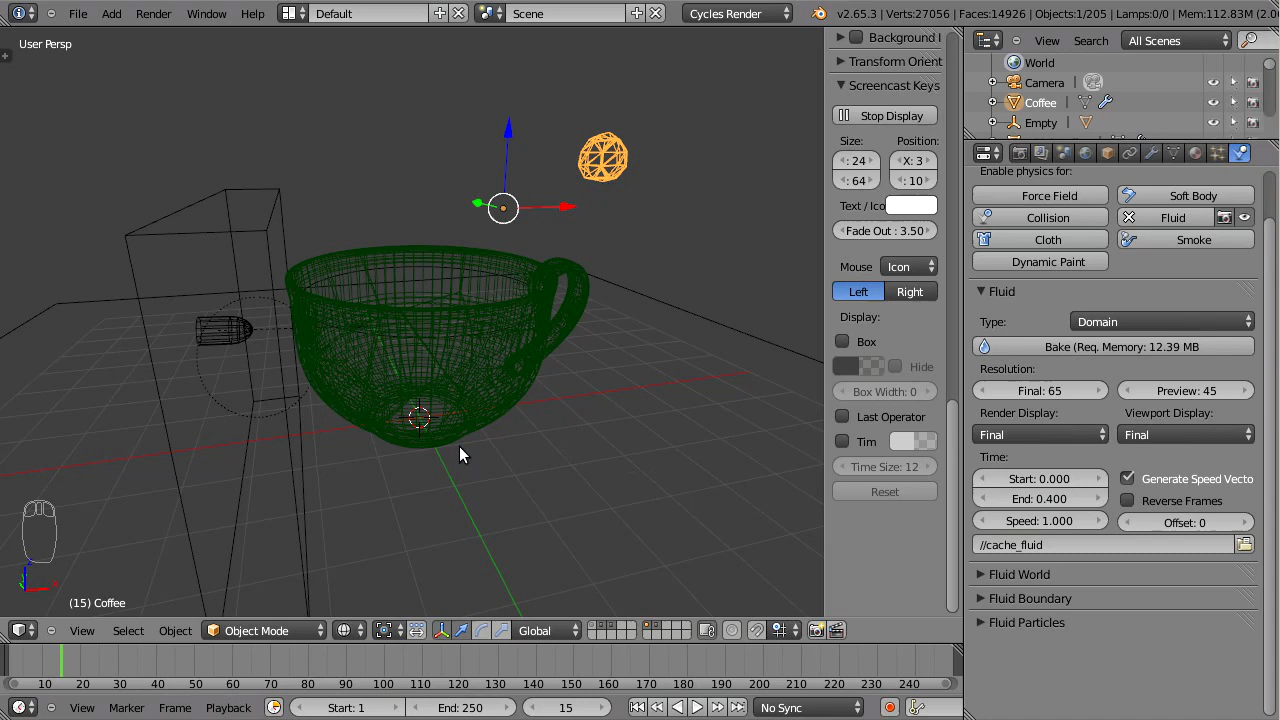 File Add Render Window Help Default Scene Cycles Render v2.65.3 | Verts:27056 | Faces:14926 | Objects:1/205 | Lamps:0/0 | Mem:112.83M (2.0
User Persp
Background I
Transform Orient
Screencast Keys
Stop Display
Size: Position:
: 24 X: 3
: 64 : 10
Text / Ico
Fade Out : 3.50
Mouse Icon
Left Right
Display:
Box
Hide
Box Width: 0
Last Operator
Tim
Time Size: 12
Reset
View Search All Scenes
World
Camera
Coffee
Empty
Enable physics for:
Force Field Soft Body
Collision Fluid
Cloth Smoke
Dynamic Paint
Fluid
Type: Domain
Bake (Req. Memory: 12.39 MB
Resolution:
Final: 65 Preview: 45
Render Display: Viewport Display:
Final Final
Time:
Start: 0.000 Generate Speed Vecto
End: 0.400 Reverse Frames
Speed: 1.000 Offset: 0
//cache_fluid
Fluid World
Fluid Boundary
Fluid Particles
(15) Coffee
View Select Object Object Mode Global
10 20 30 40 50 60 70 80 90 100 110 120 130 140 150 160 170 180 190 200 210 220 230 240
View Marker Frame Playback Start: 1 End: 250 15 No Sync